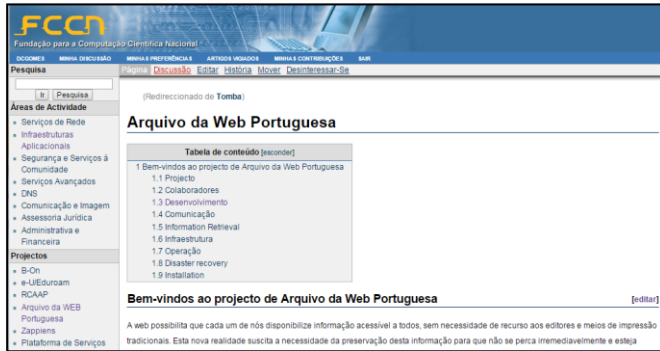 FCCN
Fundação para a Computação Científica Nacional
DCGOMES MINHA DISCUSSÃO MINHAS PREFERÊNCIAS ARTIGOS VIGIADOS MINHAS CONTRIBUIÇÕES SAIR
Pesquisa
Ir Pesquisa
Áreas de Actividade
Serviços de Rede
Infraestruturas
Aplicacionais
Segurança e Serviços à
Comunidade
Serviços Avançados
DNS
Comunicação e Imagem
Assessoria Jurídica
Administrativa e
Financeira
Projectos
B-On
e-U/Eduroam
RCAAP
Arquivo da WEB
Portuguesa
Zappiens
Plataforma de Serviços
Página Discussão Editar História Mover Desinteressar-Se
(Redireccionado de Tomba)
Arquivo da Web Portuguesa
Tabela de conteúdo [esconder]
1 Bem-vindos ao projecto de Arquivo da Web Portuguesa
1.1 Projecto
1.2 Colaboradores
1.3 Desenvolvimento
1.4 Comunicação
1.5 Information Retrieval
1.6 Infraestrutura
1.7 Operação
1.8 Disaster recovery
1.9 Installation
Bem-vindos ao projecto de Arquivo da Web Portuguesa [editar]
A web possibilita que cada um de nós disponibilize informação acessível a todos, sem necessidade de recurso aos editores e meios de impressão
tradicionais. Esta nova realidade suscita a necessidade da preservação desta informação para que não se perca irremediavelmente e esteja